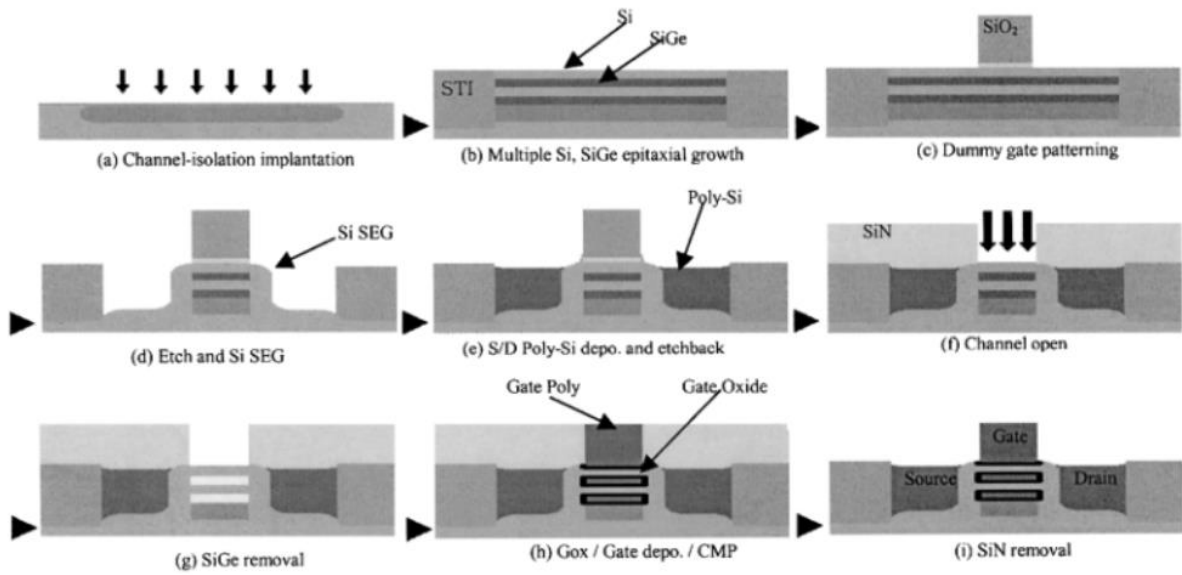 Si
SiGe
STI
(a) Channel-isolation implantation
(b) Multiple Si, SiGe epitaxial growth
SiO₂
(c) Dummy gate patterning
Si SEG
(d) Etch and Si SEG
Poly-Si
(e) S/D Poly-Si depo. and etchback
SiN
(f) Channel open
(g) SiGe removal
Gate Poly
Gate Oxide
(h) Gox / Gate depo. / CMP
Gate
Source
Drain
(i) SiN removal